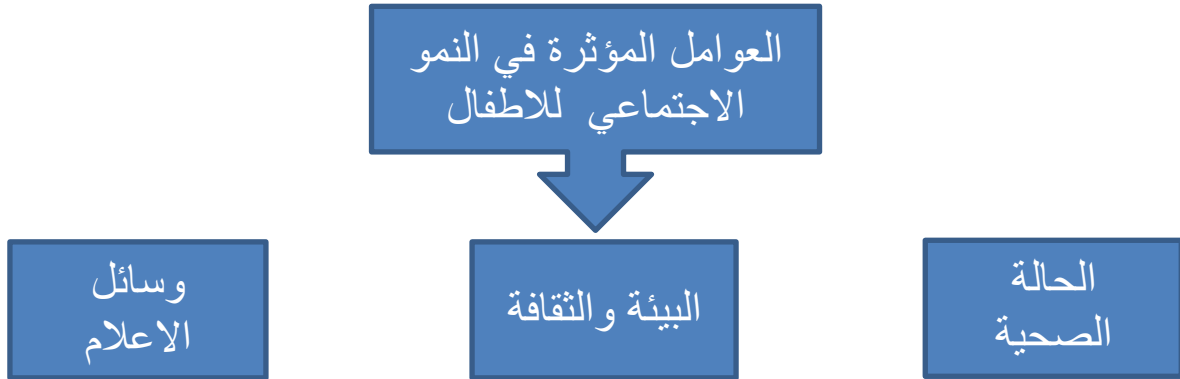 العوامل المؤثرة في النمو
الاجتماعي للاطفال
الحالة
الصحية
البيئة والثقافة
وسائل
الاعلام